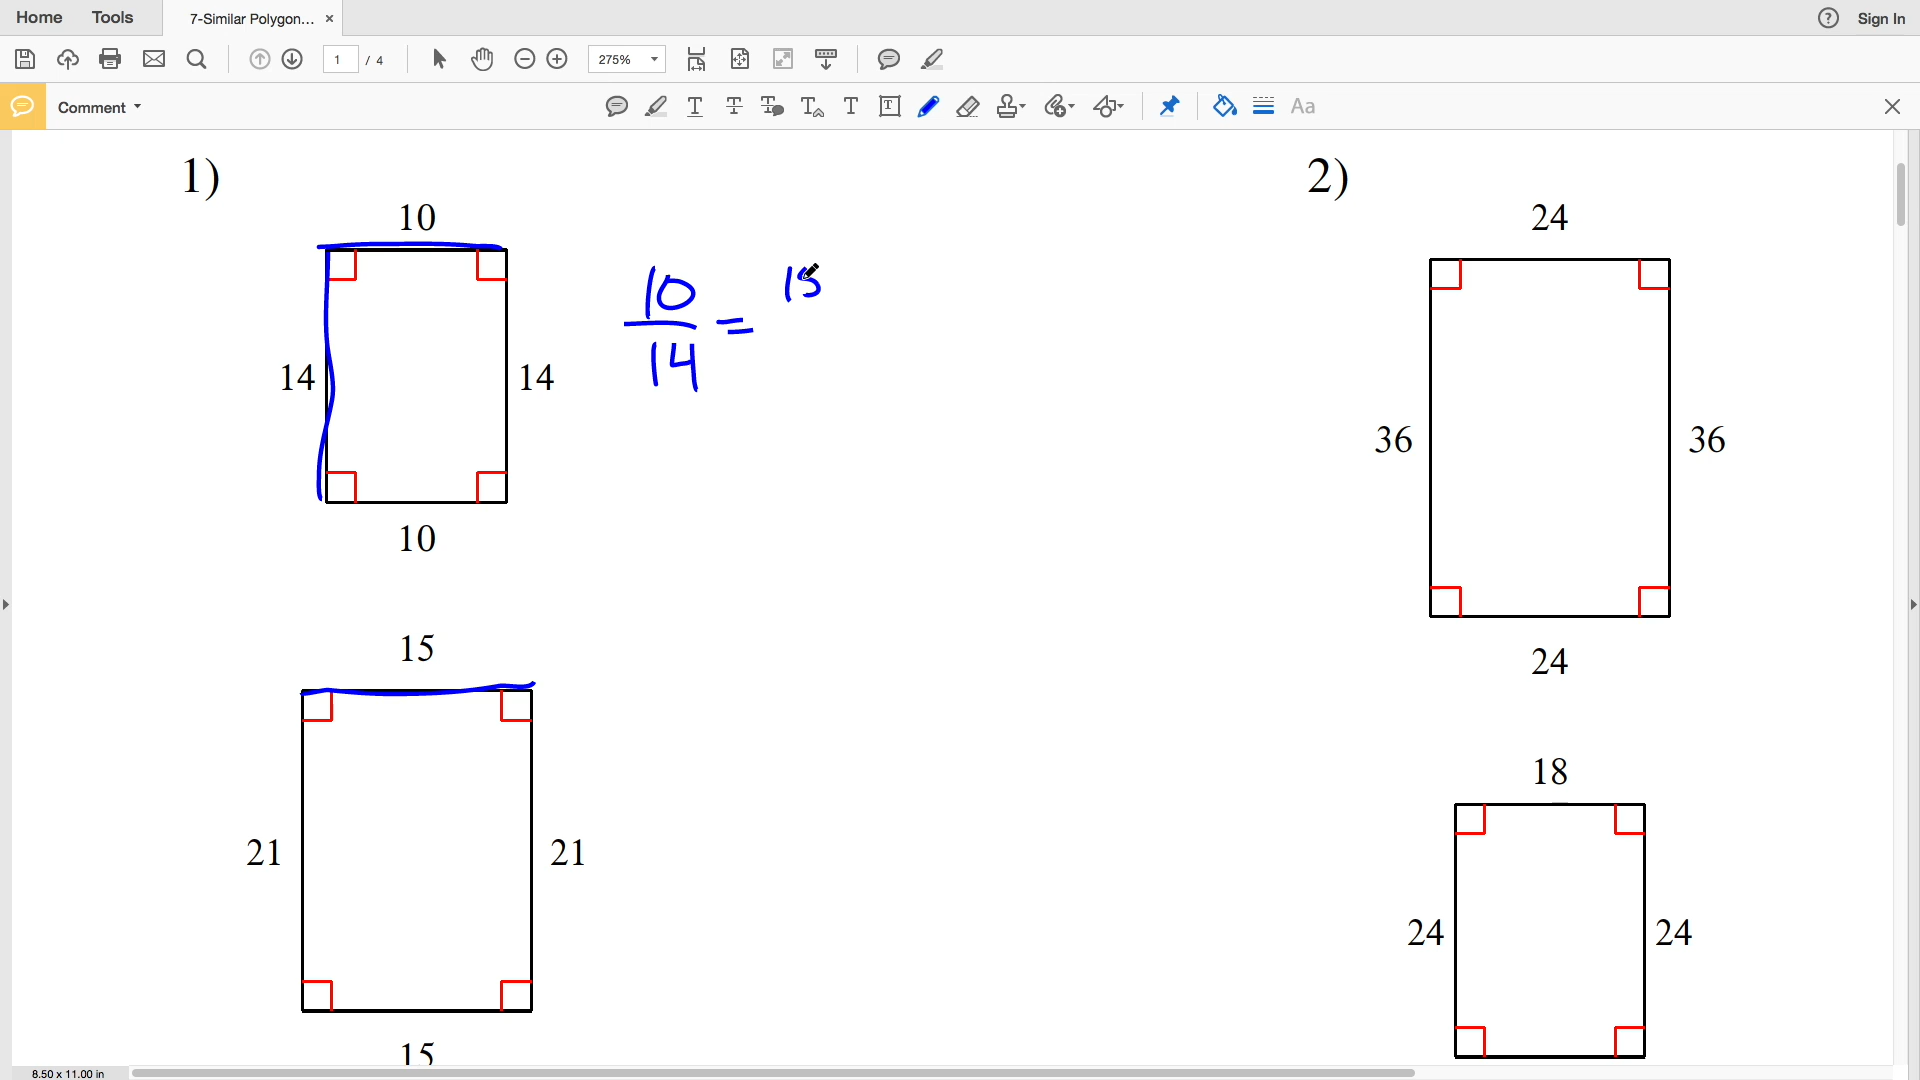 Home Tools 7-Similar Polygon... × ? Sign In
1 / 4 275%
Comment T T T T T T Aa
1)
10
14 14
10
10/14 = 15
15
21 21
15
2)
24
36 36
24
18
24 24
8.50 x 11.00 in